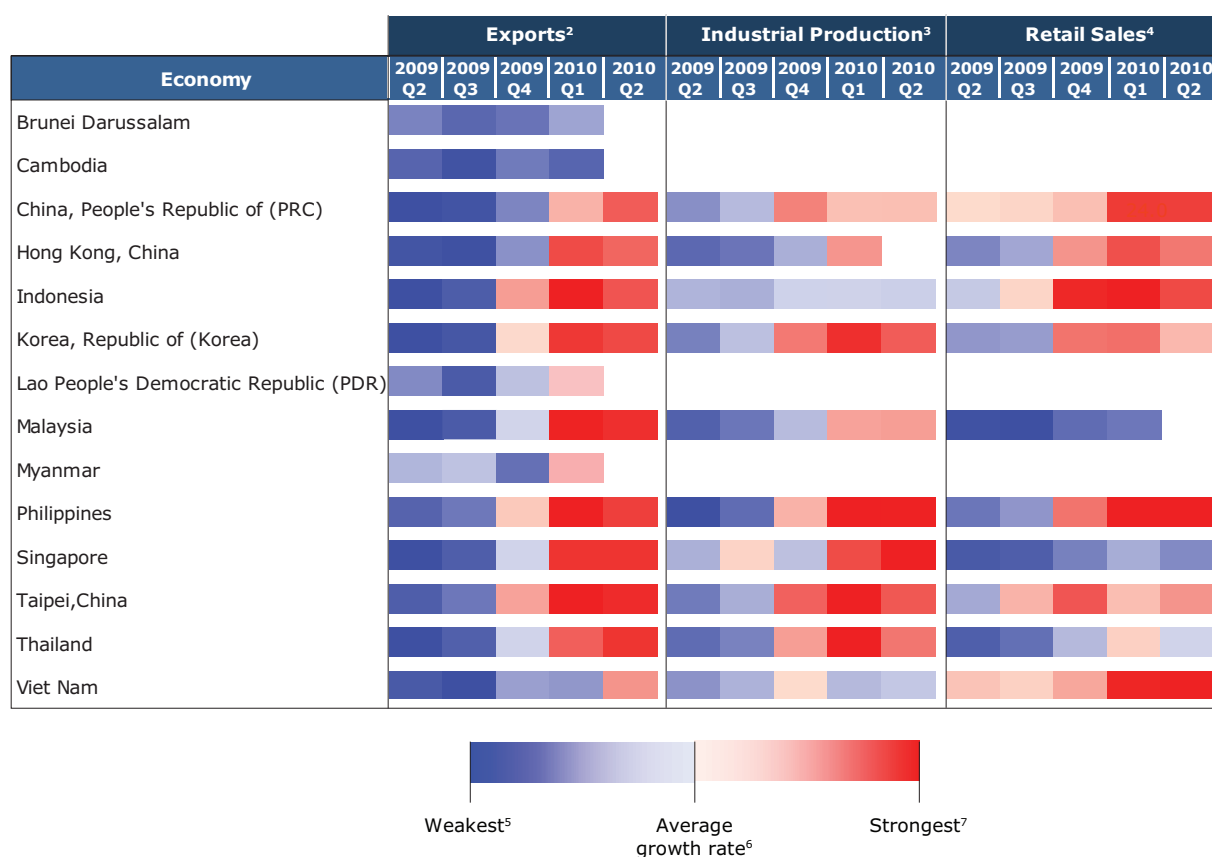 Exports² Industrial Production³ Retail Sales⁴
Economy
2009 2009 2009 2010 2010 2009 2009 2009 2010 2010 2009 2009 2009 2010 2010
Q2 Q3 Q4 Q1 Q2 Q2 Q3 Q4 Q1 Q2 Q2 Q3 Q4 Q1 Q2
Brunei Darussalam
Cambodia
China, People's Republic of (PRC)
Hong Kong, China
Indonesia
Korea, Republic of (Korea)
Lao People's Democratic Republic (PDR)
Malaysia
Myanmar
Philippines
Singapore
Taipei,China
Thailand
Viet Nam
Weakest⁵ Average Strongest⁷
growth rate⁶